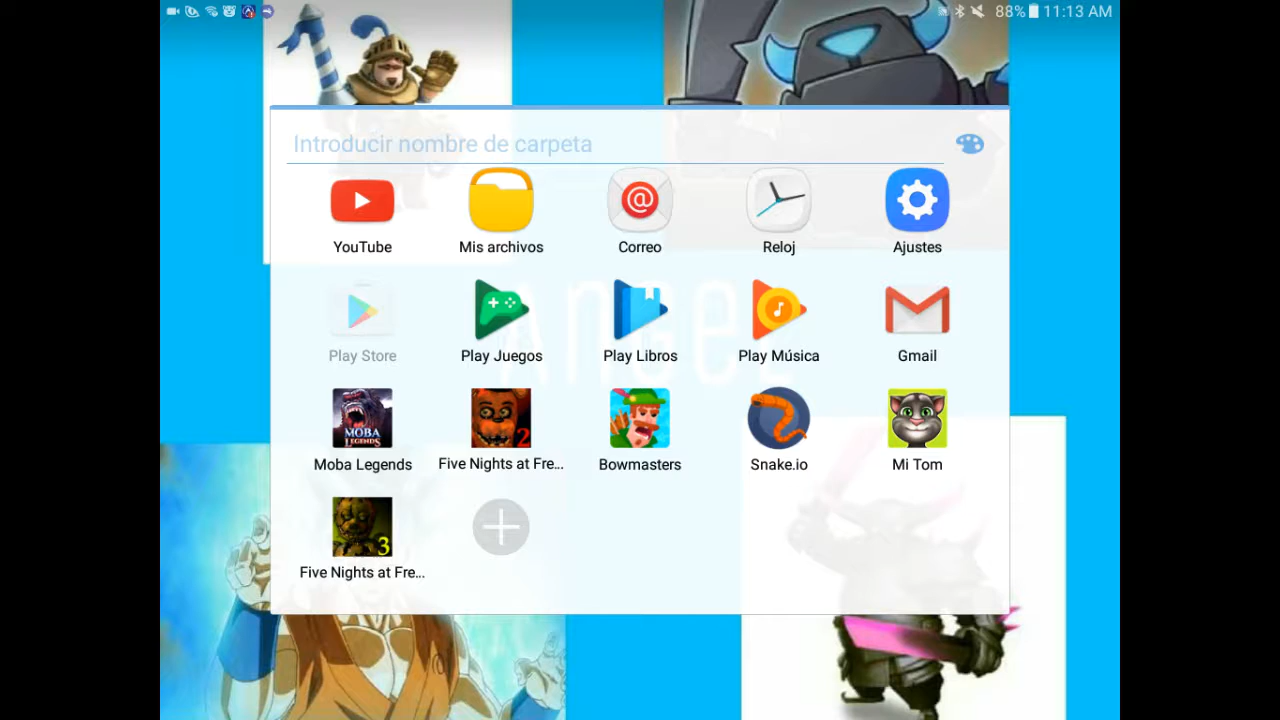 88% 11:13 AM
Introducir nombre de carpeta
YouTube Mis archivos Correo Reloj Ajustes
Play Store Play Juegos Play Libros Play Música Gmail
ANGEL
MOBA
LEGENDS
2
Moba Legends Five Nights at Fre... Bowmasters Snake.io Mi Tom
3
Five Nights at Fre...